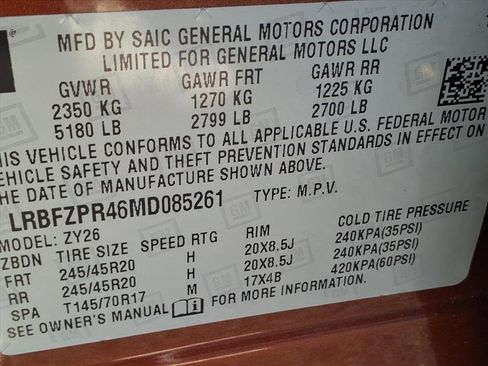 MFD BY SAIC GENERAL MOTORS CORPORATION
LIMITED FOR GENERAL MOTORS LLC
GVWR GAWR FRT GAWR RR
2350 KG 1270 KG 1225 KG
5180 LB 2799 LB 2700 LB
THIS VEHICLE CONFORMS TO ALL APPLICABLE U.S. FEDERAL MOTOR
VEHICLE SAFETY AND THEFT PREVENTION STANDARDS IN EFFECT ON
THE DATE OF MANUFACTURE SHOWN ABOVE.
LRBFZPR46MD085261 TYPE: M.P.V.
MODEL: ZY26
ZBDN TIRE SIZE SPEED RTG RIM COLD TIRE PRESSURE
FRT 245/45R20 H 20X8.5J 240KPA(35PSI)
RR 245/45R20 H 20X8.5J 240KPA(35PSI)
SPA T145/70R17 M 17X4B 420KPA(60PSI)
SEE OWNER'S MANUAL FOR MORE INFORMATION.